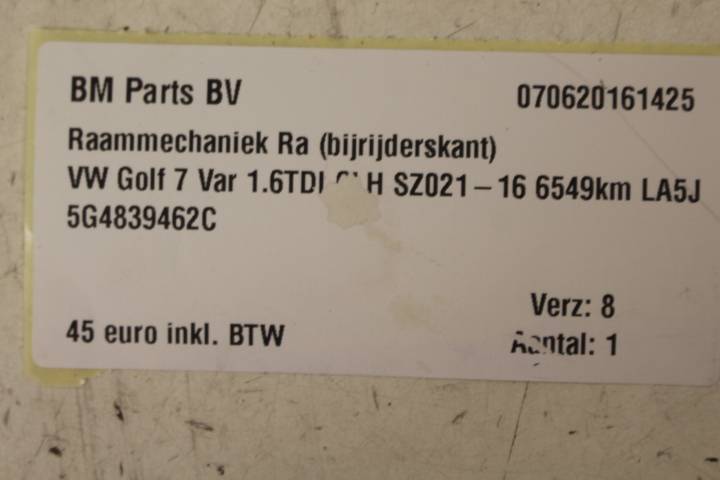 BM Parts BV 070620161425
Raammechaniek Ra (bijrijderskant)
VW Golf 7 Var 1.6TDI SZ021-16 6549km LA5J
5G4839462C
Verz: 8
45 euro inkl. BTW Aantal: 1